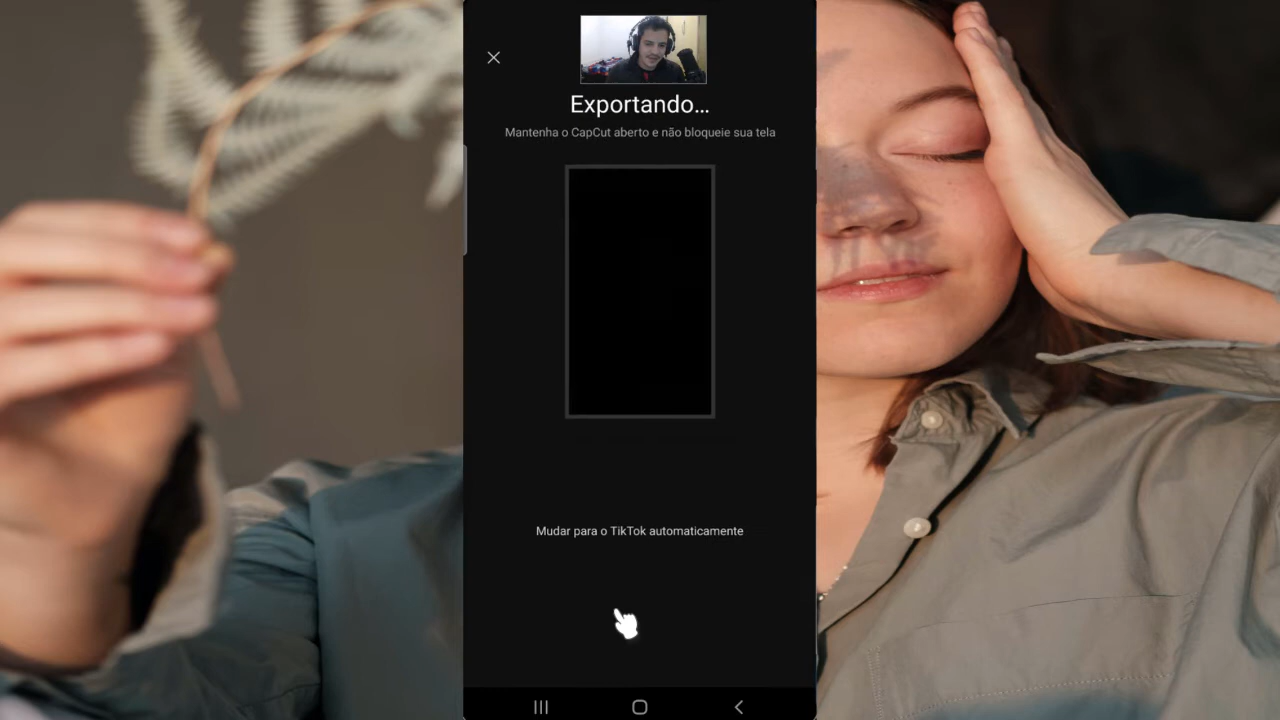 Exportando...
Mantenha o CapCut aberto e não bloqueie sua tela
Mudar para o TikTok automaticamente